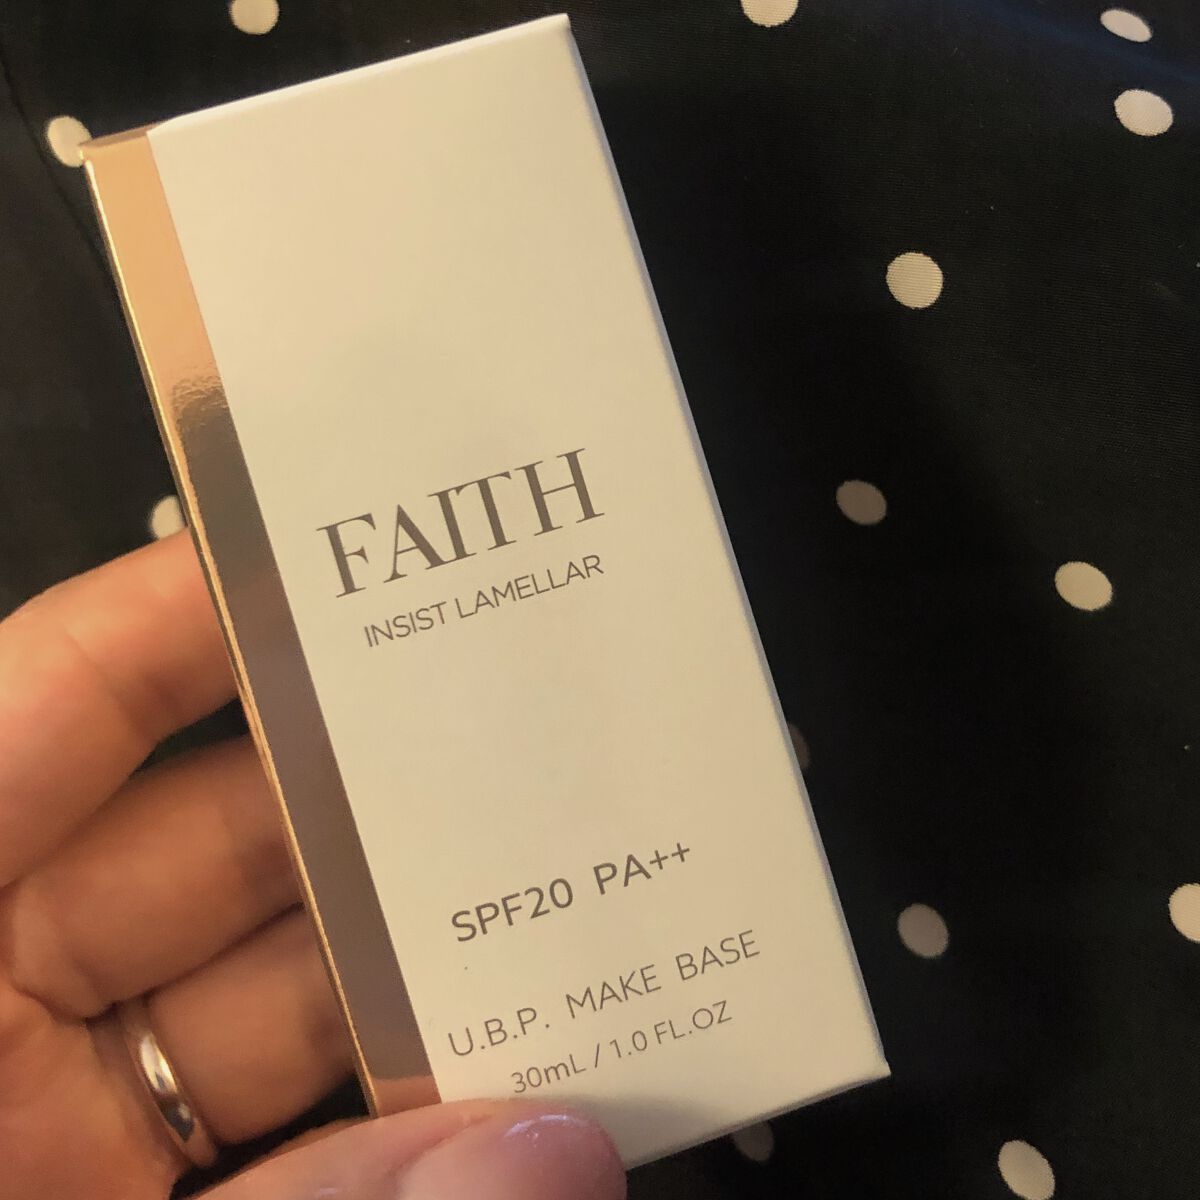 FAITH
INSIST LAMELLAR
SPF20 PA++
U.B.P. MAKE BASE
30mL / 1.0 FL.OZ